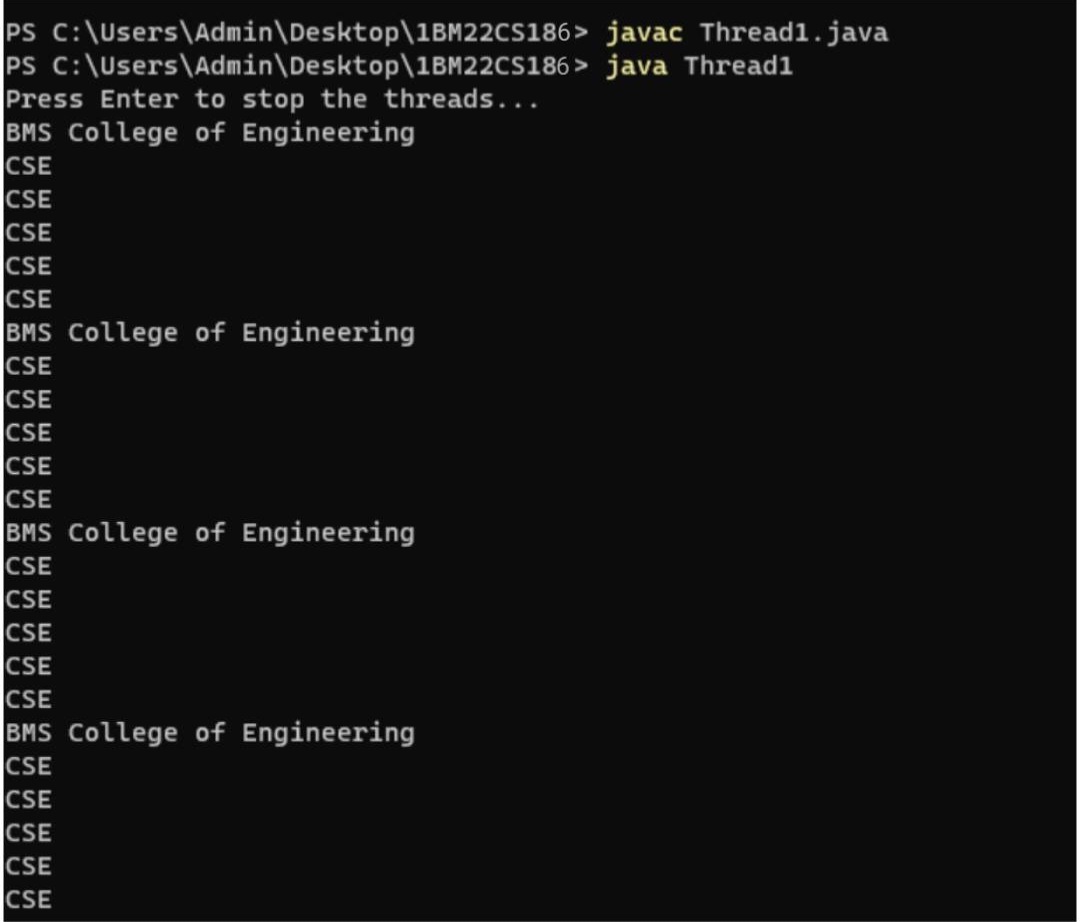 PS C:\Users\Admin\Desktop\1BM22CS186> javac Thread1.java
PS C:\Users\Admin\Desktop\1BM22CS186> java Thread1
Press Enter to stop the threads...
BMS College of Engineering
CSE
CSE
CSE
CSE
CSE
BMS College of Engineering
CSE
CSE
CSE
CSE
CSE
BMS College of Engineering
CSE
CSE
CSE
CSE
CSE
BMS College of Engineering
CSE
CSE
CSE
CSE
CSE